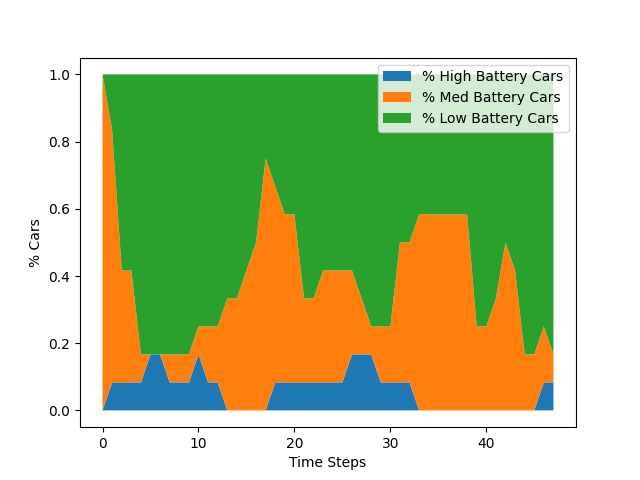 % High Battery Cars
% Med Battery Cars
% Low Battery Cars
1.0
0.8
0.6
0.4
0.2
0.0
% Cars
0 10 20 30 40
Time Steps